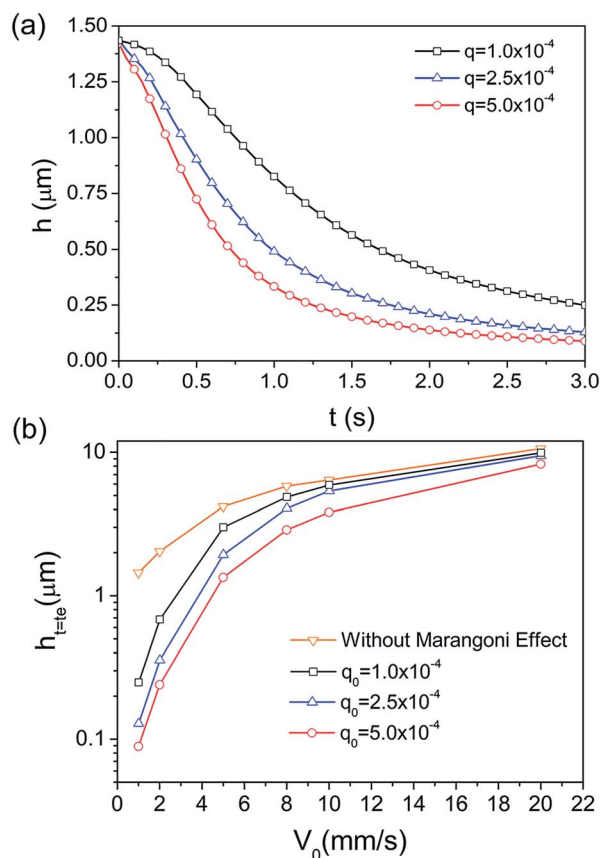 (a)
1.50
1.25
1.00
0.75
0.50
0.25
0.00
h (μm)
q=1.0x10⁻⁴
q=2.5x10⁻⁴
q=5.0x10⁻⁴
0.0 0.5 1.0 1.5 2.0 2.5 3.0
t (s)
(b)
10
1
0.1
h_{t=te}(μm)
Without Marangoni Effect
q₀=1.0x10⁻⁴
q₀=2.5x10⁻⁴
q₀=5.0x10⁻⁴
0 2 4 6 8 10 12 14 16 18 20 22
V₀(mm/s)